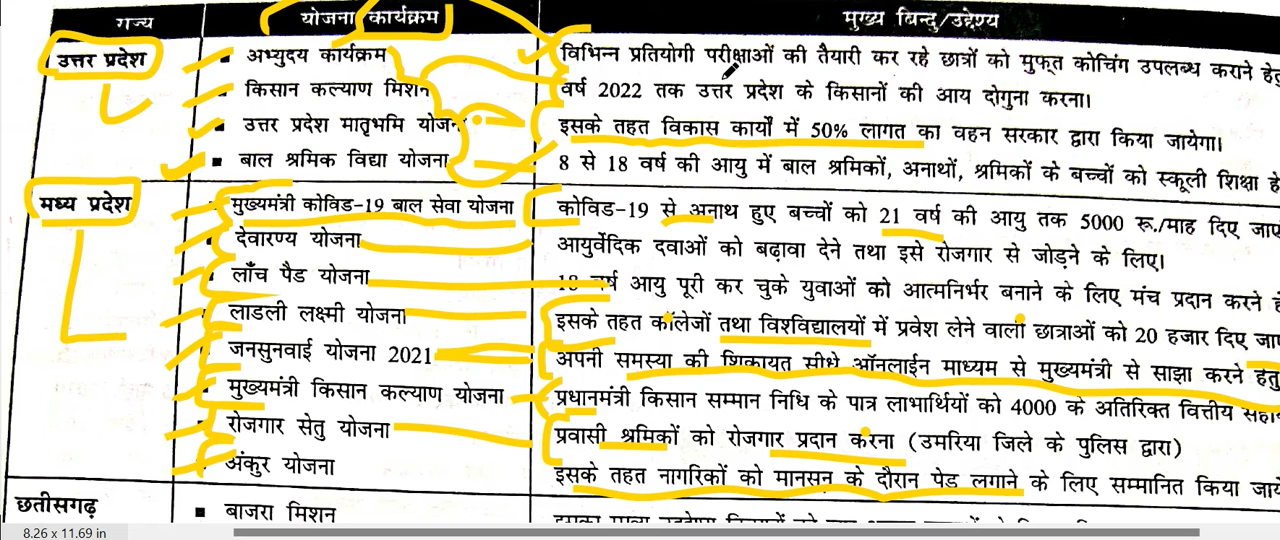 राज्य योजना कार्यक्रम मुख्य बिन्दु/उद्देश्य
उत्तर प्रदेश ▪ अभ्युदय कार्यक्रम विभिन्न प्रतियोगी परीक्षाओं की तैयारी कर रहे छात्रों को मुफ्त कोचिंग उपलब्ध कराने हेतु
▪ किसान कल्याण मिशन वर्ष 2022 तक उत्तर प्रदेश के किसानों की आय दोगुना करना।
▪ उत्तर प्रदेश मातृभमि योजन इसके तहत विकास कार्यों में 50% लागत का वहन सरकार द्वारा किया जायेगा।
▪ बाल श्रमिक विद्या योजना 8 से 18 वर्ष की आयु में बाल श्रमिकों, अनाथों, श्रमिकों के बच्चों को स्कूली शिक्षा
मध्य प्रदेश मुख्यमंत्री कोविड-19 बाल सेवा योजना कोविड-19 से अनाथ हुए बच्चों को 21 वर्ष की आयु तक 5000 रू./माह दिए
देवारण्य योजना आयुर्वेदिक दवाओं को बढ़ावा देने तथा इसे रोजगार से जोड़ने के लिए।
लॉंच पैड योजना 18 वर्ष आयु पूरी कर चुके युवाओं को आत्मनिर्भर बनाने के लिए मंच प्रदान करने
लाडली लक्ष्मी योजना इसके तहत कॉलेजों तथा विश्वविद्यालयों में प्रवेश लेने वाली छात्राओं को 20 हजार दिए
जनसुनवाई योजना 2021 अपनी समस्या की शिकायत सीधे ऑनलाईन माध्यम से मुख्यमंत्री से साझा करने हेतु
मुख्यमंत्री किसान कल्याण योजना प्रधानमंत्री किसान सम्मान निधि के पात्र लाभार्थियों को 4000 के अतिरिक्त वित्तीय
रोजगार सेतु योजना प्रवासी श्रमिकों को रोजगार प्रदान करना (उमरिया जिले के पुलिस द्वारा)
अंकुर योजना इसके तहत नागरिकों को मानसून के दौरान पेड़ लगाने के लिए सम्मानित किया
छत्तीसगढ़ ▪ बाजरा मिशन
8.26 x 11.69 in